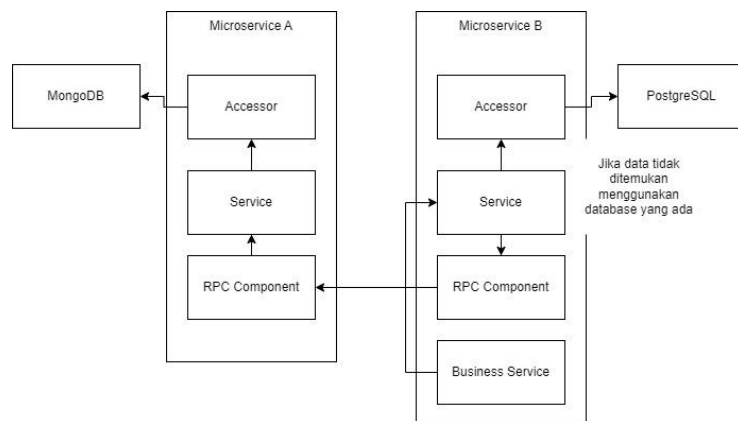 Microservice A
Microservice B
MongoDB
Accessor
Accessor
PostgreSQL
Jika data tidak
ditemukan
menggunakan
database yang ada
Service
Service
RPC Component
RPC Component
Business Service